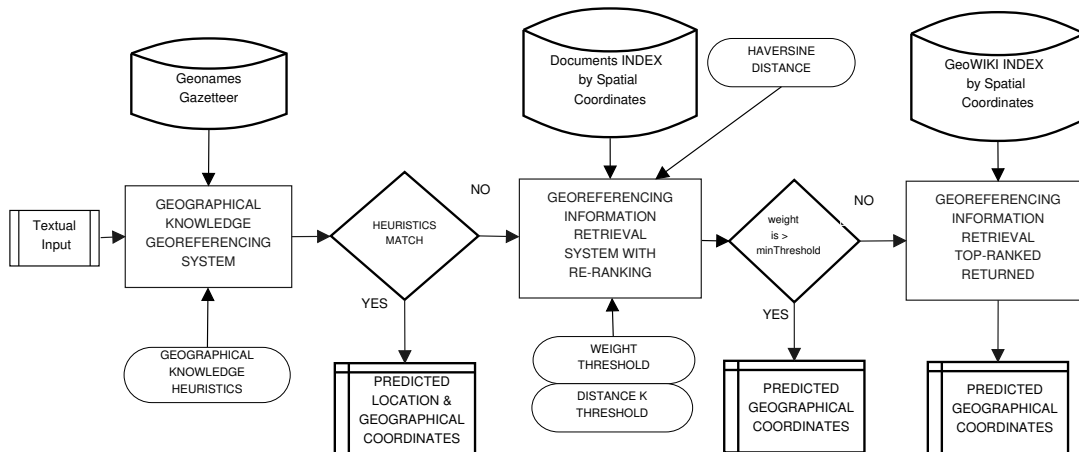 Geonames
Gazetteer
Documents INDEX
by Spatial
Coordinates
HAVERSINE
DISTANCE
GeoWIKI INDEX
by Spatial
Coordinates
Textual
Input
GEOGRAPHICAL
KNOWLEDGE
GEOREFERENCING
SYSTEM
HEURISTICS
MATCH
NO
YES
GEOREFERENCING
INFORMATION
RETRIEVAL
SYSTEM WITH
RE-RANKING
weight
is >
minThreshold
NO
YES
GEOREFERENCING
INFORMATION
RETRIEVAL
TOP-RANKED
RETURNED
GEOGRAPHICAL
KNOWLEDGE
HEURISTICS
PREDICTED
LOCATION &
GEOGRAPHICAL
COORDINATES
WEIGHT
THRESHOLD
DISTANCE K
THRESHOLD
PREDICTED
GEOGRAPHICAL
COORDINATES
PREDICTED
GEOGRAPHICAL
COORDINATES